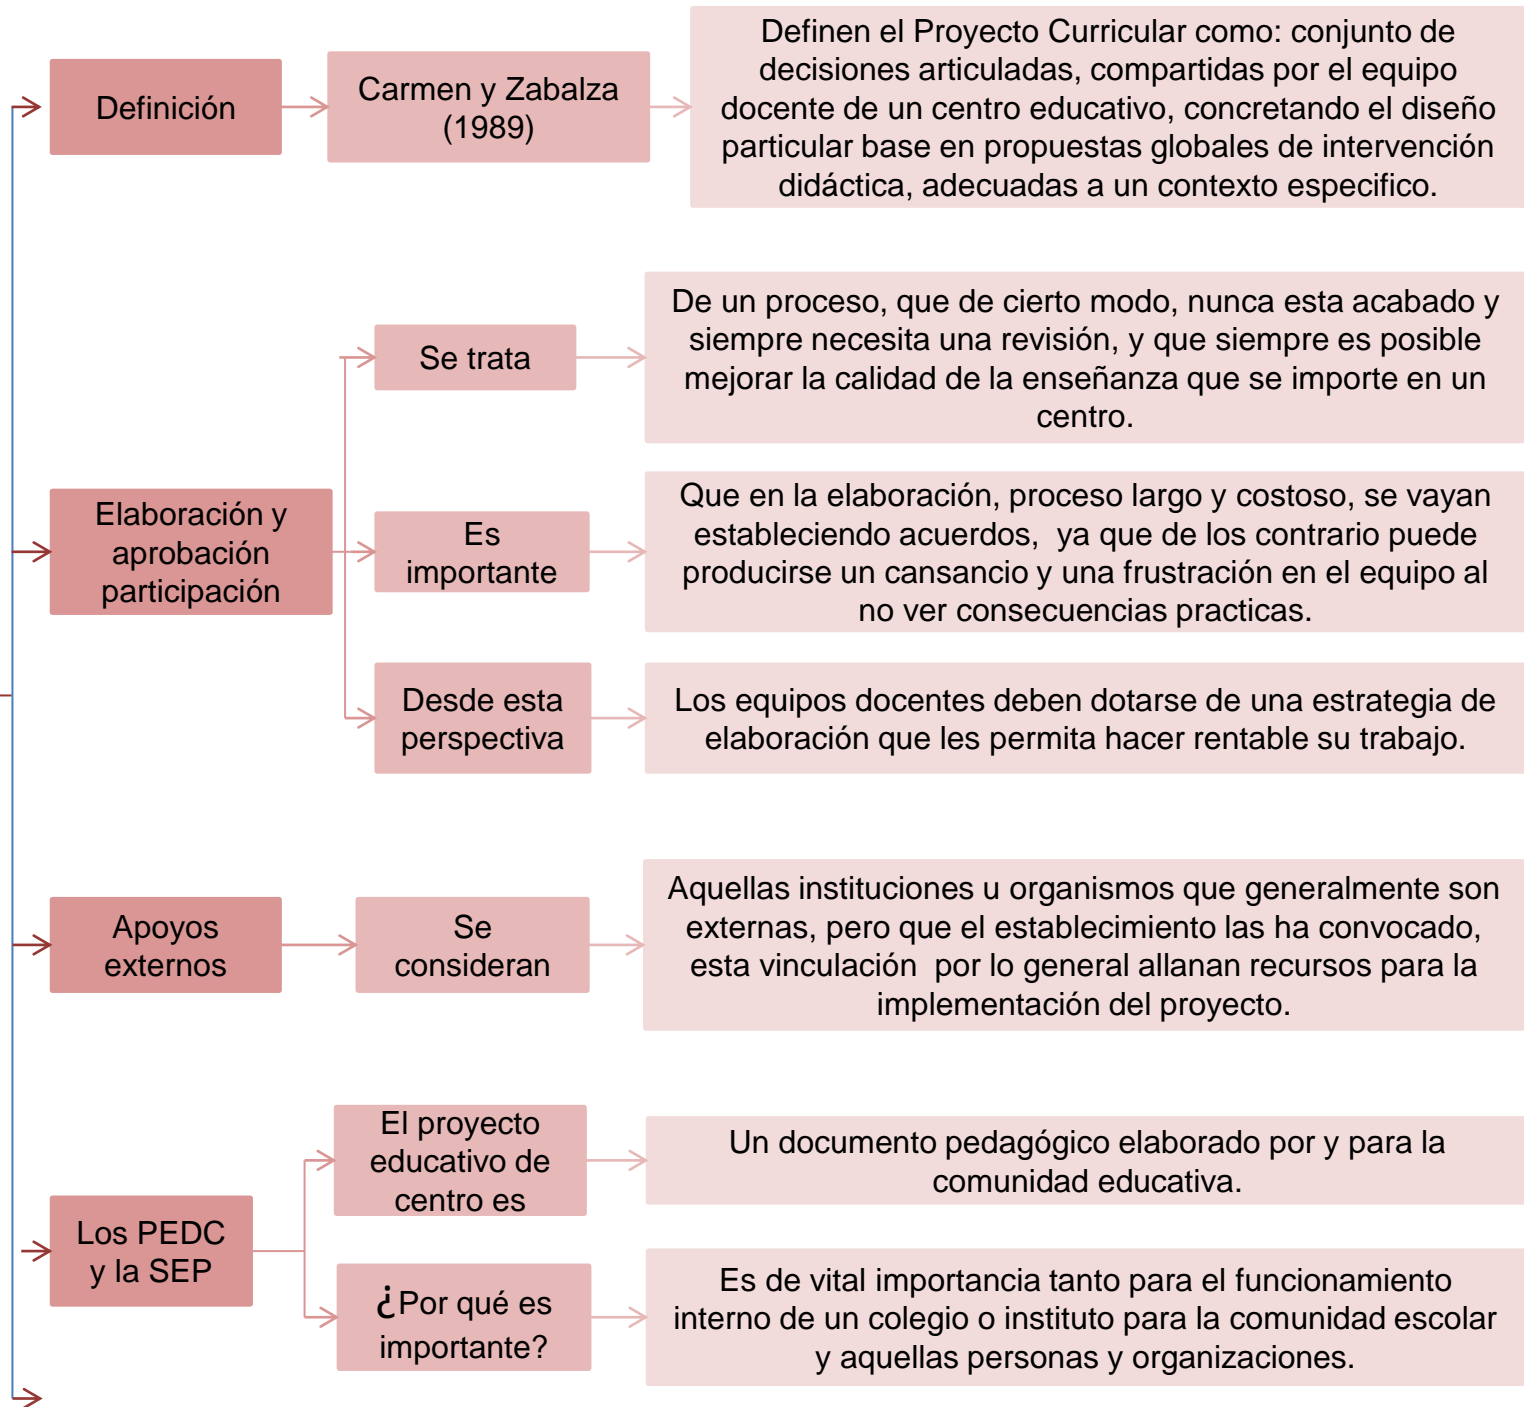 Definición
Carmen y Zabalza
(1989)
Definen el Proyecto Curricular como: conjunto de
decisiones articuladas, compartidas por el equipo
docente de un centro educativo, concretando el diseño
particular base en propuestas globales de intervención
didáctica, adecuadas a un contexto especifico.
Elaboración y
aprobación
participación
Se trata
De un proceso, que de cierto modo, nunca esta acabado y
siempre necesita una revisión, y que siempre es posible
mejorar la calidad de la enseñanza que se importe en un
centro.
Es
importante
Que en la elaboración, proceso largo y costoso, se vayan
estableciendo acuerdos, ya que de los contrario puede
producirse un cansancio y una frustración en el equipo al
no ver consecuencias practicas.
Desde esta
perspectiva
Los equipos docentes deben dotarse de una estrategia de
elaboración que les permita hacer rentable su trabajo.
Apoyos
externos
Se
consideran
Aquellas instituciones u organismos que generalmente son
externas, pero que el establecimiento las ha convocado,
esta vinculación por lo general allanan recursos para la
implementación del proyecto.
Los PEDC
y la SEP
El proyecto
educativo de
centro es
Un documento pedagógico elaborado por y para la
comunidad educativa.
¿Por qué es
importante?
Es de vital importancia tanto para el funcionamiento
interno de un colegio o instituto para la comunidad escolar
y aquellas personas y organizaciones.